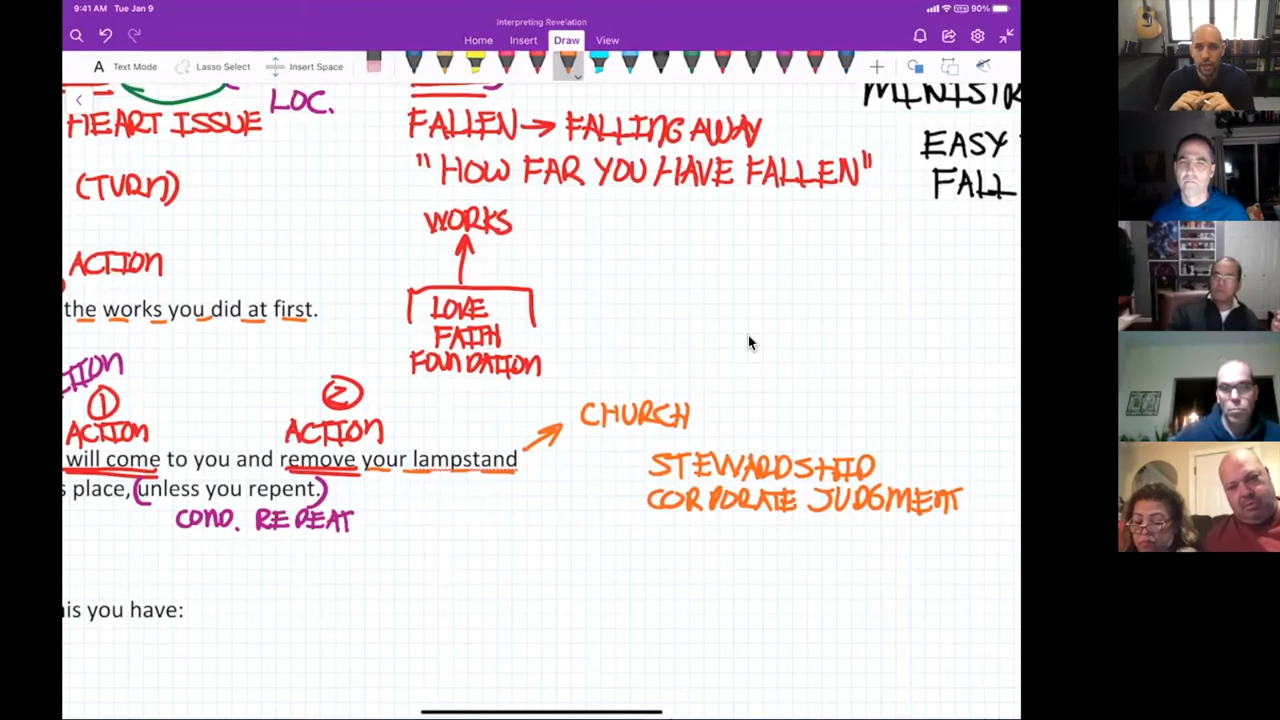 9:41 AM Tue Jan 9
90%
Interpreting Revelation
Home Insert Draw View
Text Mode Lasso Select Insert Space
LOC.
HEART ISSUE
(TURN)
ACTION
the works you did at first.
FALLEN → FALLING AWAY
"HOW FAR YOU HAVE FALLEN"
WORKS
LOVE
FAITH
FOUNDATION
EASY
FALL
1
ACTION
2
ACTION
will come to you and remove your lampstand
s place, (unless you repent.)
COND. REPEAT
CHURCH
STEWARDSHIP
CORPORATE JUDGMENT
his you have: